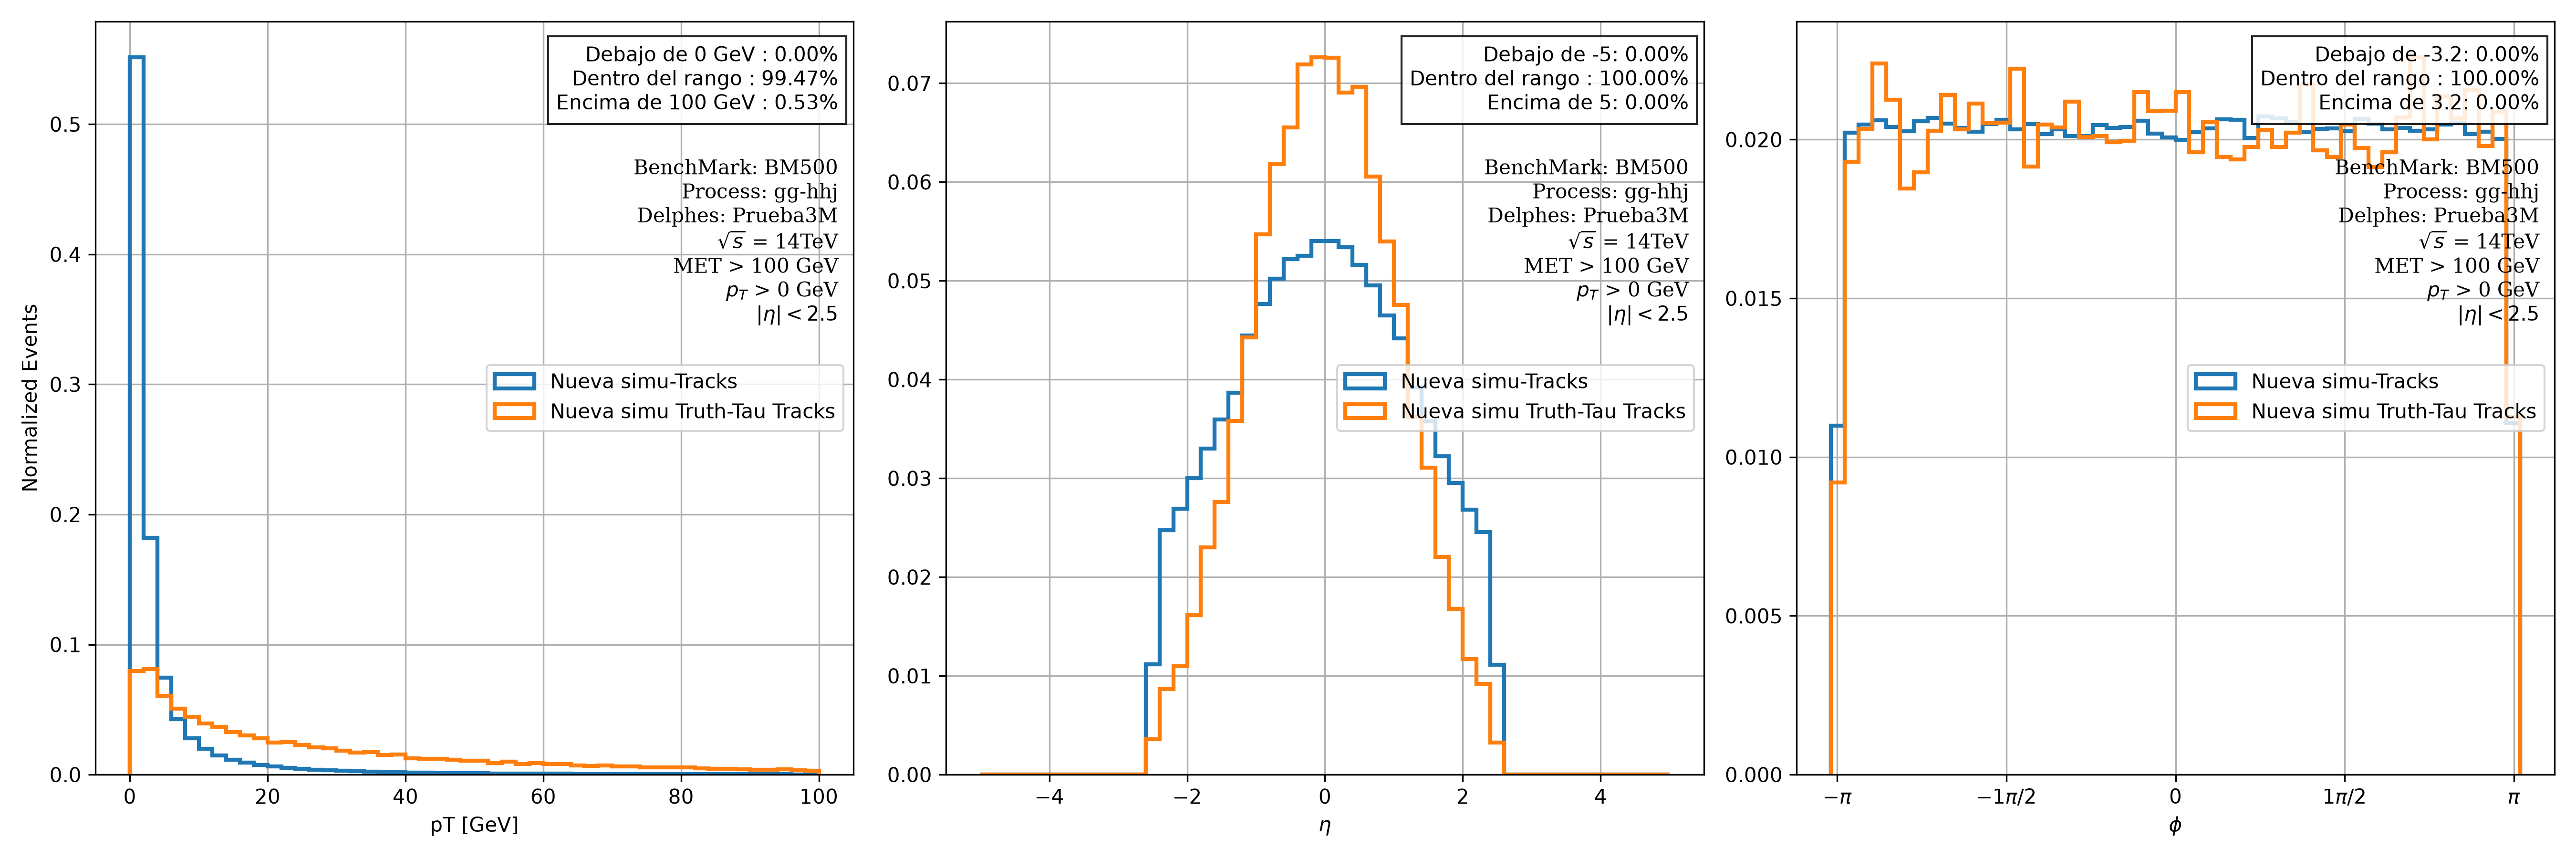 Normalized Events
0.5
0.4
0.3
0.2
0.1
0.0
Debajo de 0 GeV : 0.00%
Dentro del rango : 99.47%
Encima de 100 GeV : 0.53%
BenchMark: BM500
Process: gg-hhj
Delphes: Prueba3M
√s = 14TeV
MET > 100 GeV
pT > 0 GeV
|η| < 2.5
Nueva simu-Tracks
Nueva simu Truth-Tau Tracks
0 20 40 60 80 100
pT [GeV]
0.07
0.06
0.05
0.04
0.03
0.02
0.01
0.00
Debajo de -5: 0.00%
Dentro del rango : 100.00%
Encima de 5: 0.00%
BenchMark: BM500
Process: gg-hhj
Delphes: Prueba3M
√s = 14TeV
MET > 100 GeV
pT > 0 GeV
|η| < 2.5
Nueva simu-Tracks
Nueva simu Truth-Tau Tracks
−4 −2 0 2 4
η
0.020
0.015
0.010
0.005
0.000
Debajo de -3.2: 0.00%
Dentro del rango : 100.00%
Encima de 3.2: 0.00%
BenchMark: BM500
Process: gg-hhj
Delphes: Prueba3M
√s = 14TeV
MET > 100 GeV
pT > 0 GeV
|η| < 2.5
Nueva simu-Tracks
Nueva simu Truth-Tau Tracks
−π −1π/2 0 1π/2 π
ϕ